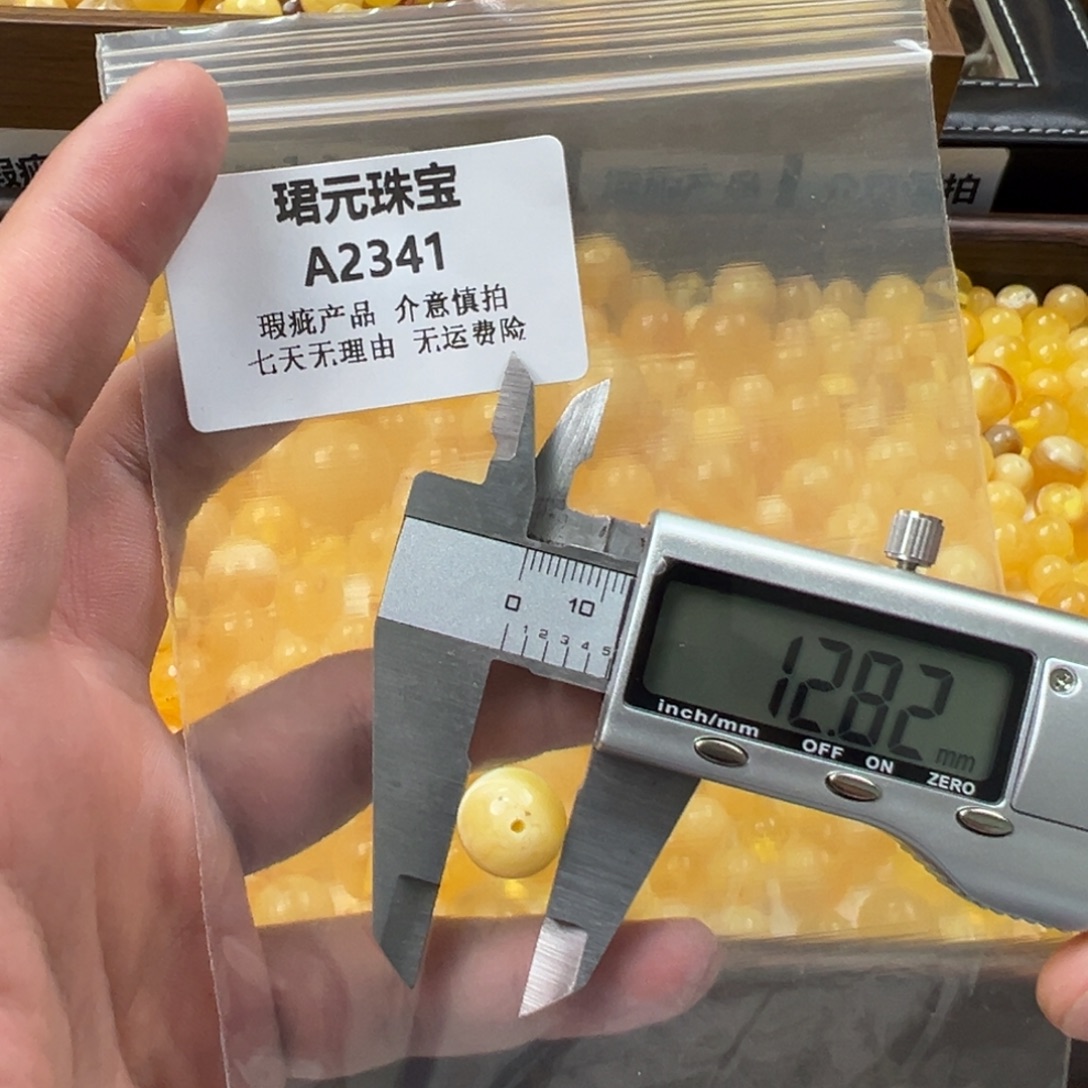 珺元珠宝
A2341
瑕疵产品 介意慎拍
七天无理由 无运费险
拍
0 10
1 2 3 4 5
12.82 mm
inch/mm OFF ON ZERO